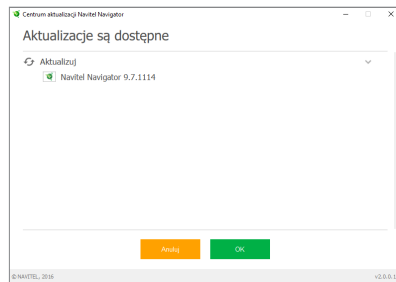 Centrum aktualizacji Navitel Navigator
Aktualizacje są dostępne
Aktualizuj
Navitel Navigator 9.7.1114
Anuluj OK
© NAVITEL, 2016 v2.0.0.1